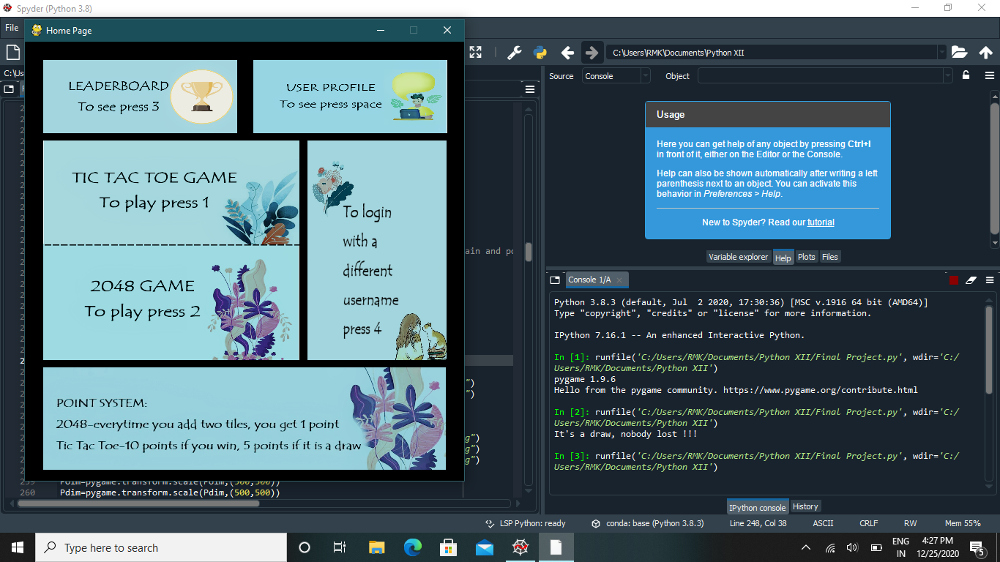 Spyder (Python 3.8)
File
Home Page
C:\Users\RMK\Documents\Python XII
C:\Us
LEADERBOARD
To see press 3
USER PROFILE
To see press space
TIC TAC TOE GAME
To play press 1
2048 GAME
To play press 2
To login
with a
different
username
press 4
POINT SYSTEM:
2048-everytime you add two tiles, you get 1 point
Tic Tac Toe-10 points if you win, 5 points if it is a draw
ain and po
")
")
g")
g")
g")
259 Pdim=pygame.transform.scale(Pdim,(500,500))
260 Pdim=pygame.transform.scale(Pdim,(500,500))
Source Console Object
Usage
Here you can get help of any object by pressing Ctrl+I
in front of it, either on the Editor or the Console.
Help can also be shown automatically after writing a left
parenthesis next to an object. You can activate this
behavior in Preferences > Help.
New to Spyder? Read our tutorial
Variable explorer Help Plots Files
Console 1/A
Python 3.8.3 (default, Jul  2 2020, 17:30:36) [MSC v.1916 64 bit (AMD64)]
Type "copyright", "credits" or "license" for more information.
IPython 7.16.1 -- An enhanced Interactive Python.
In [1]: runfile('C:/Users/RMK/Documents/Python XII/Final Project.py', wdir='C:/
Users/RMK/Documents/Python XII')
pygame 1.9.6
Hello from the pygame community. https://www.pygame.org/contribute.html
In [2]: runfile('C:/Users/RMK/Documents/Python XII/Final Project.py', wdir='C:/
Users/RMK/Documents/Python XII')
It's a draw, nobody lost !!!
In [3]: runfile('C:/Users/RMK/Documents/Python XII/Final Project.py', wdir='C:/
Users/RMK/Documents/Python XII')
IPython console History
LSP Python: ready conda: base (Python 3.8.3) Line 248, Col 38 ASCII CRLF RW Mem 55%
Type here to search
ENG
IN
4:27 PM
12/25/2020
5